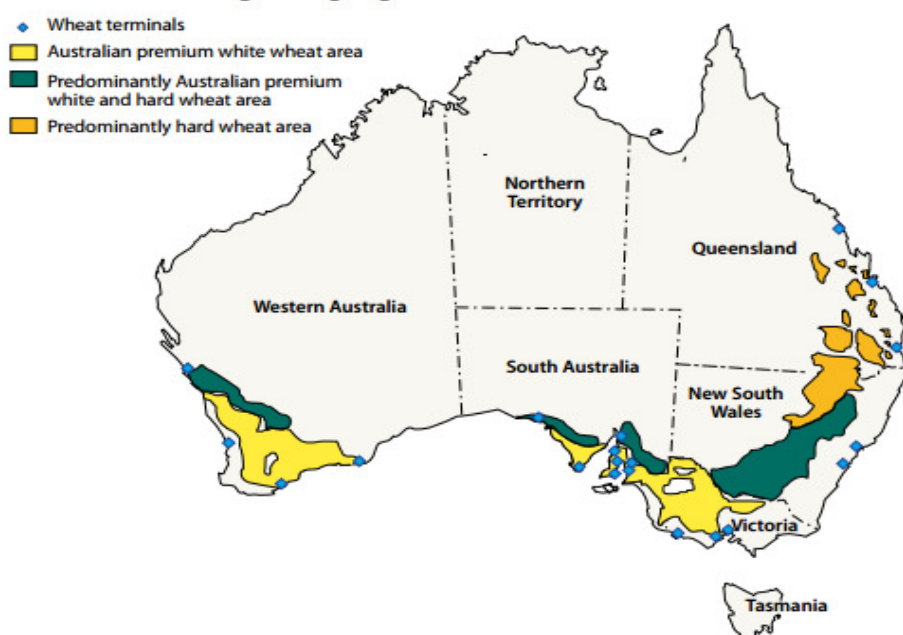 Wheat terminals
Australian premium white wheat area
Predominantly Australian premium
white and hard wheat area
Predominantly hard wheat area
Northern
Territory
Queensland
Western Australia
South Australia
New South
Wales
Victoria
Tasmania